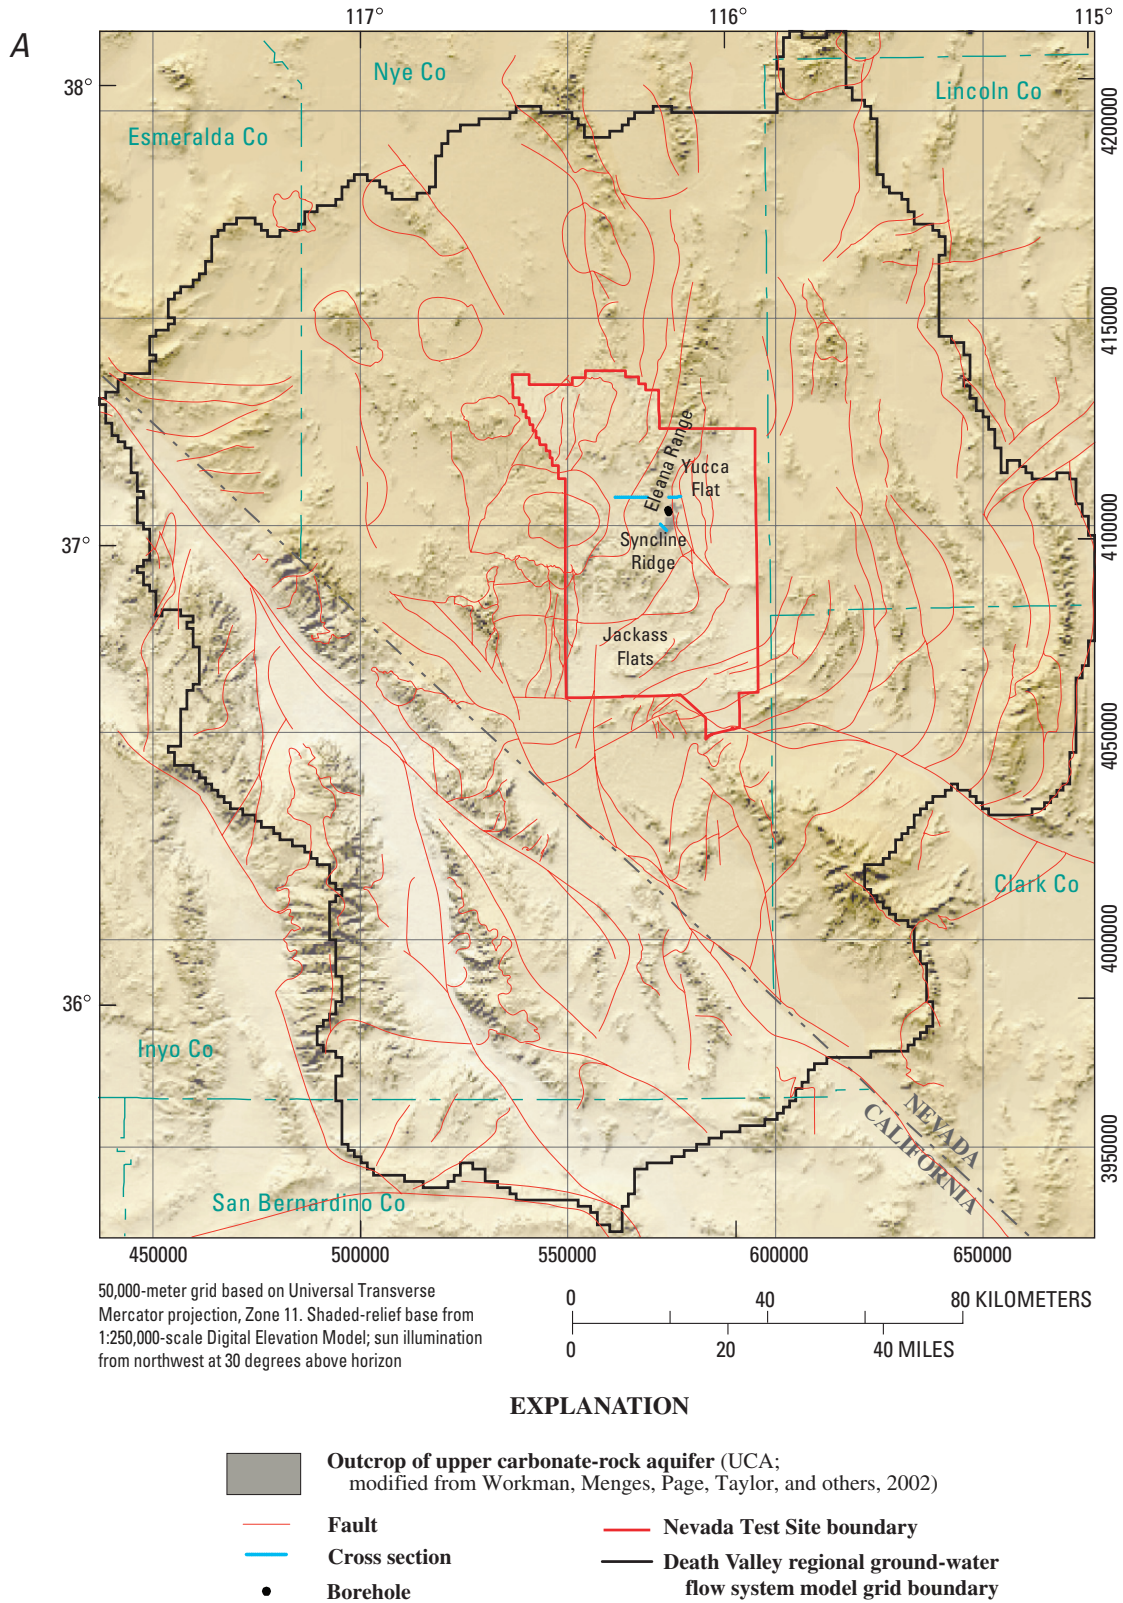 A
117°
116°
115°
38°
Nye Co
Lincoln Co
Esmeralda Co
4200000
4150000
Eleana Range
Yucca
Flat
37°
4100000
Syncline
Ridge
Jackass
Flats
4050000
Clark Co
4000000
36°
Inyo Co
NEVADA
CALIFORNIA
3950000
San Bernardino Co
450000
500000
550000
600000
650000
50,000-meter grid based on Universal Transverse
Mercator projection, Zone 11. Shaded-relief base from
1:250,000-scale Digital Elevation Model; sun illumination
from northwest at 30 degrees above horizon
0 40 80 KILOMETERS
0 20 40 MILES
EXPLANATION
Outcrop of upper carbonate-rock aquifer (UCA;
modified from Workman, Menges, Page, Taylor, and others, 2002)
Fault
Cross section
Borehole
Nevada Test Site boundary
Death Valley regional ground-water
flow system model grid boundary